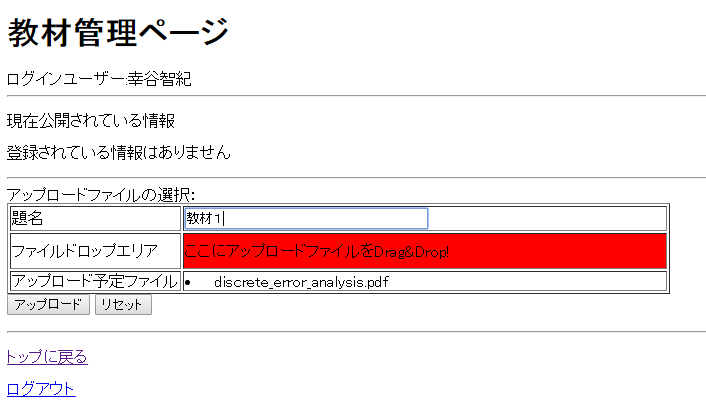 教材管理ページ
ログインユーザー:幸谷智紀
現在公開されている情報
登録されている情報はありません
アップロードファイルの選択:
題名 教材1
ファイルドロップエリア ここにアップロードファイルをDrag&Drop!
アップロード予定ファイル • discrete_error_analysis.pdf
アップロード リセット
トップに戻る
ログアウト